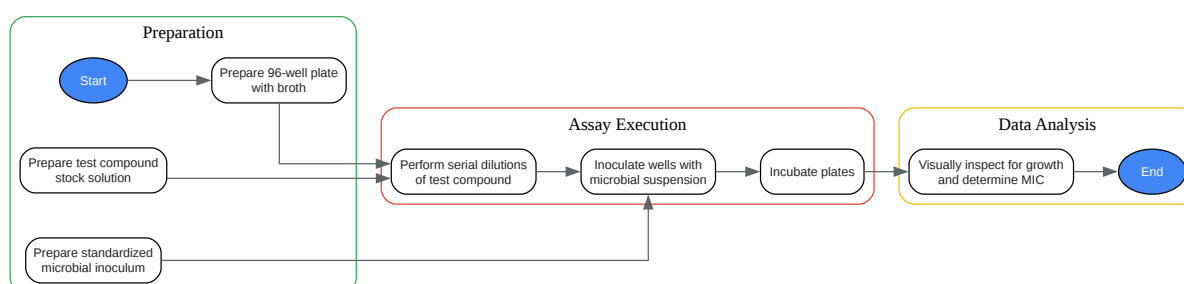 Preparation
Start
Prepare 96-well plate
with broth
Prepare test compound
stock solution
Prepare standardized
microbial inoculum
Assay Execution
Perform serial dilutions
of test compound
Inoculate wells with
microbial suspension
Incubate plates
Data Analysis
Visually inspect for growth
and determine MIC
End